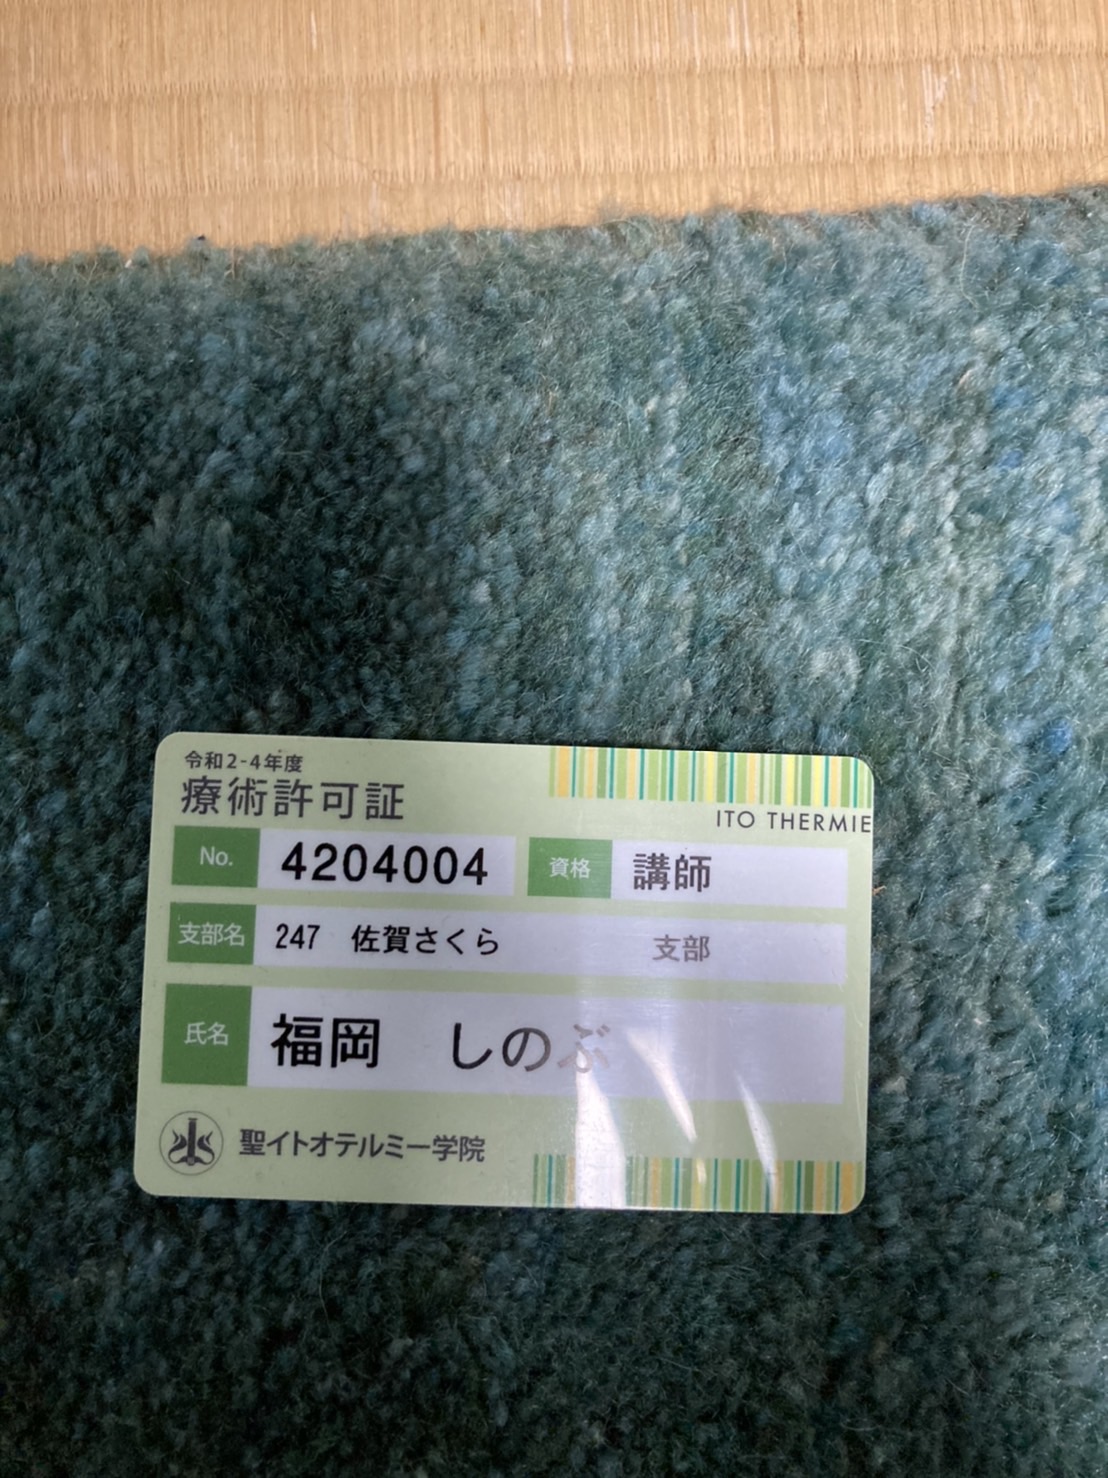 令和2-4年度
療術許可証
ITO THERMIE
No. 4204004 資格 講師
支部名 247 佐賀さくら 支部
氏名 福岡 しのぶ
聖イトオテルミー学院